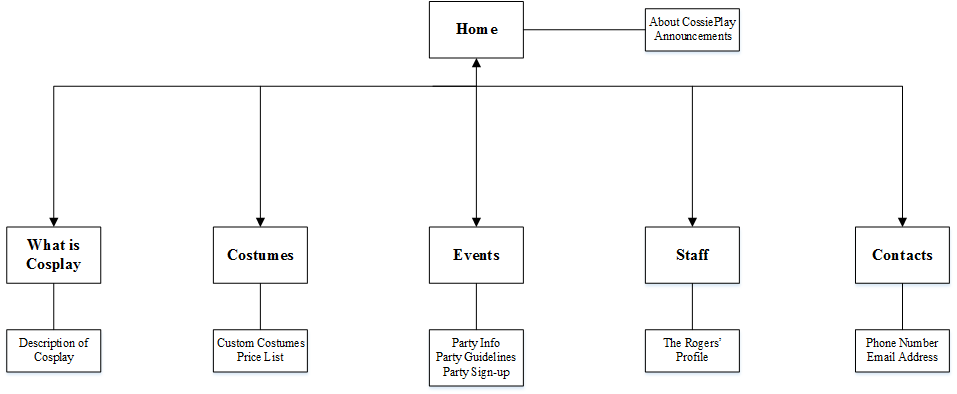 Home
About CossiePlay
Announcements
What is
Cosplay
Costumes
Events
Staff
Contacts
Description of
Cosplay
Custom Costumes
Price List
Party Info
Party Guidelines
Party Sign-up
The Rogers’
Profile
Phone Number
Email Address